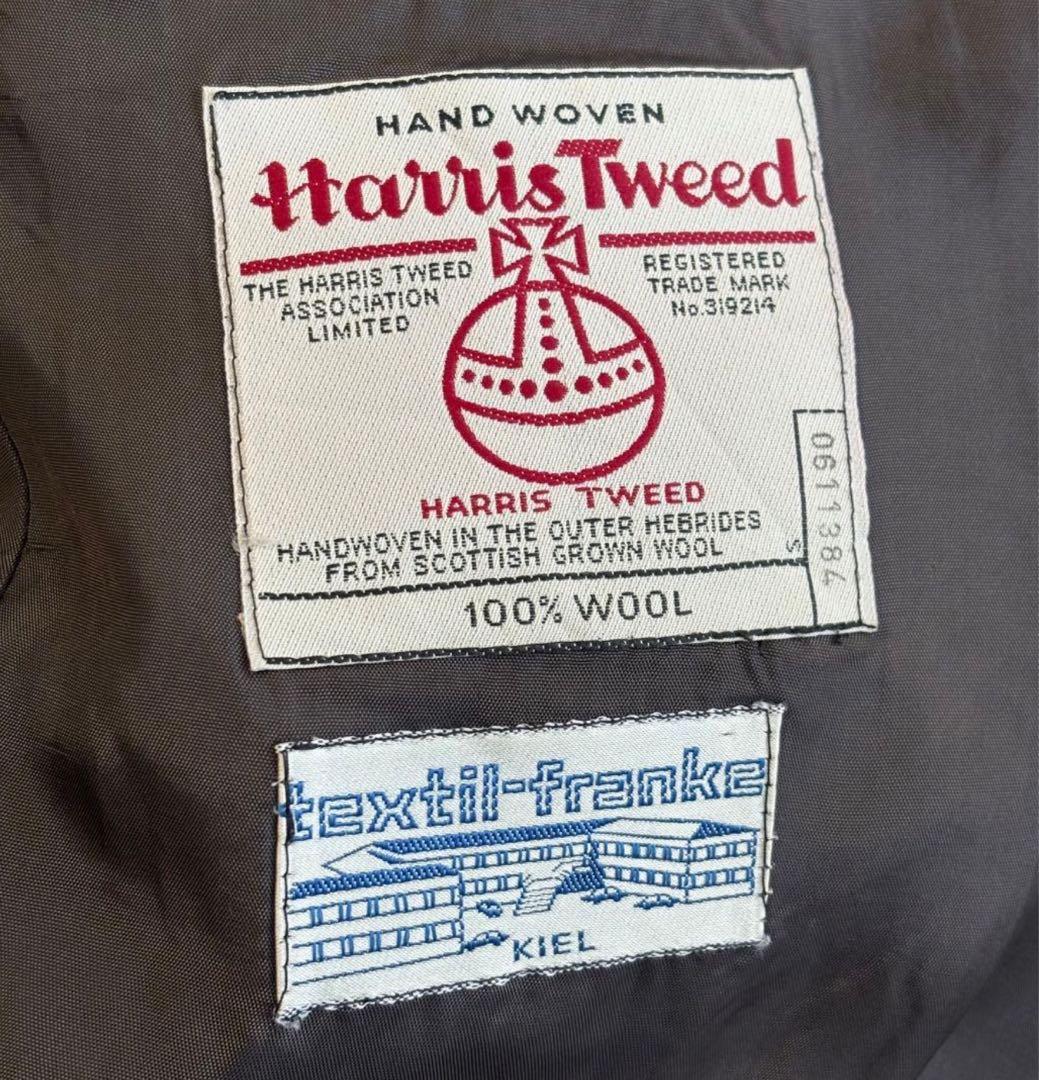 HAND WOVEN
Harris Tweed
THE HARRIS TWEED
ASSOCIATION
LIMITED
REGISTERED
TRADE MARK
No.319214
HARRIS TWEED
HANDWOVEN IN THE OUTER HEBRIDES
FROM SCOTTISH GROWN WOOL
S
0611384
100% WOOL
textil-franke
KIEL